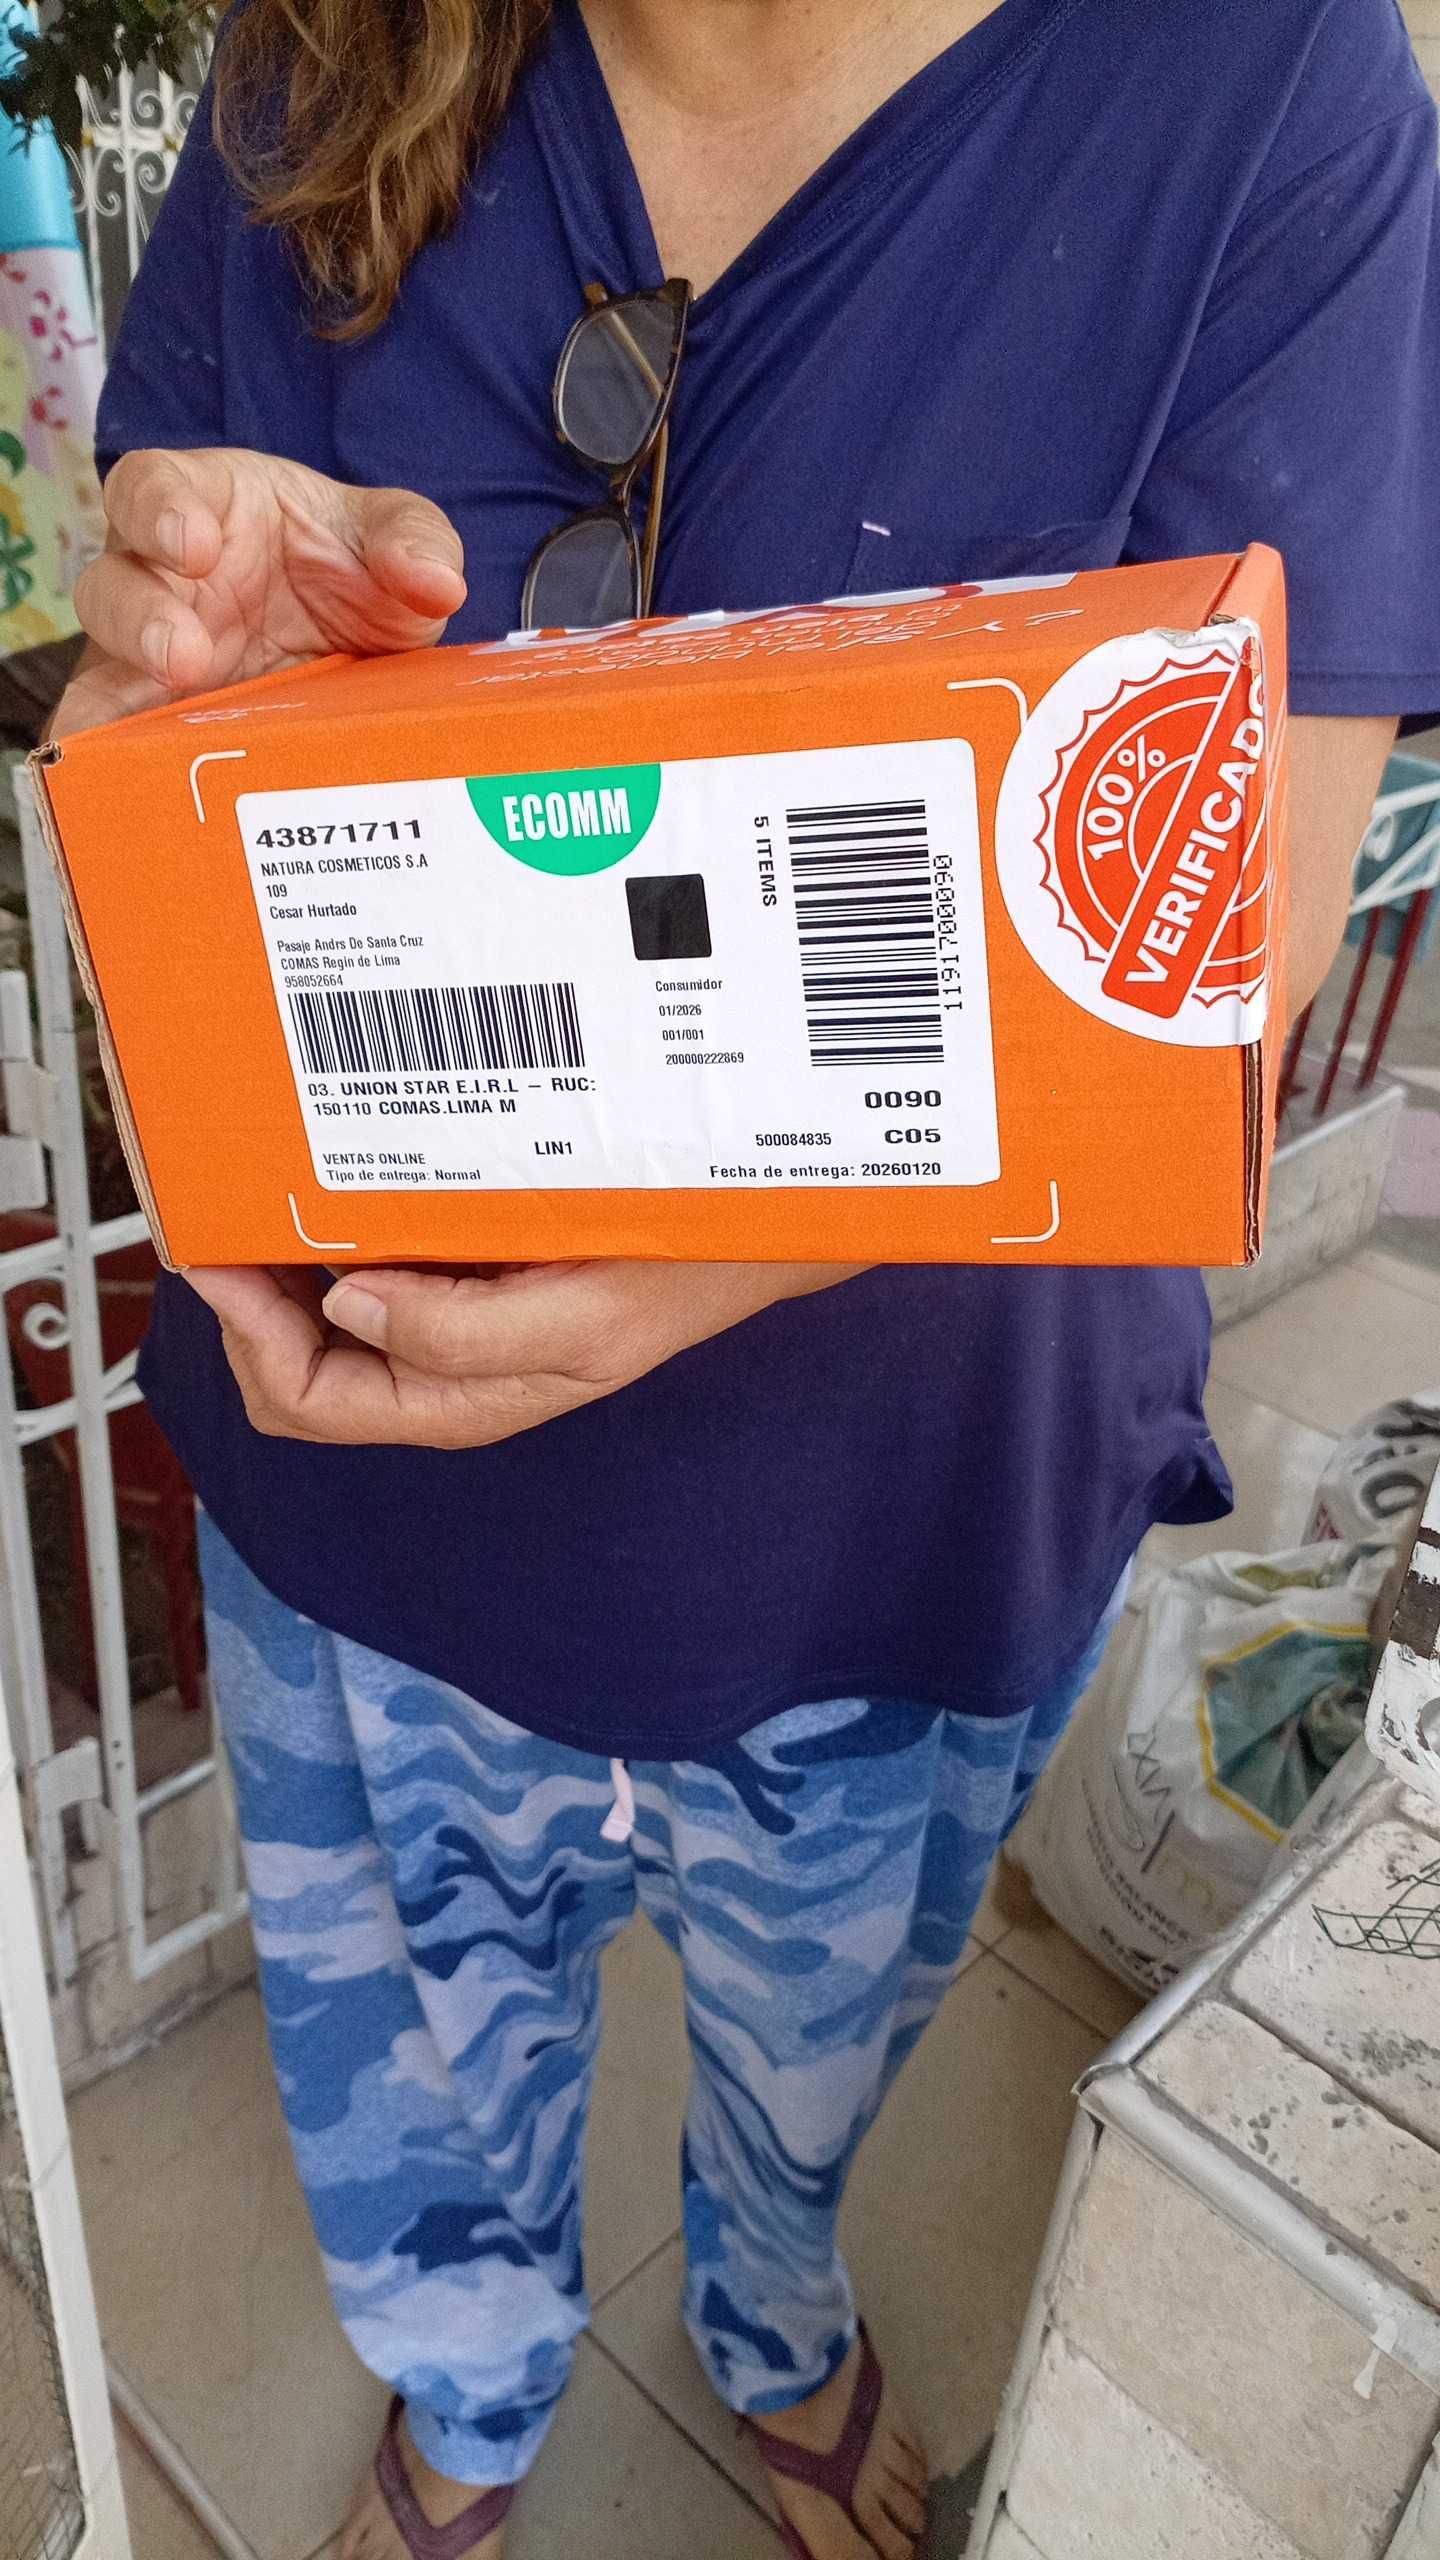 ECOMM
43871711
NATURA COSMETICOS S.A
109
Cesar Hurtado
Pasaje Andrs De Santa Cruz
COMAS Regin de Lima
958052664
03. UNION STAR E.I.R.L – RUC:
150110 COMAS.LIMA M
LIN1
VENTAS ONLINE
Tipo de entrega: Normal
Consumidor
01/2026
001/001
200000222869
5 ITEMS
1191700090
0090
500084835
C05
Fecha de entrega: 20260120
100%
VERIFICADO